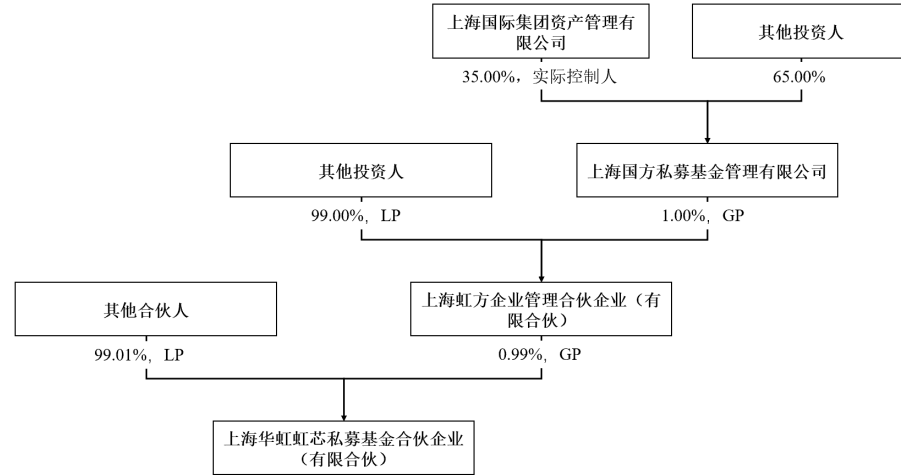 上海国际集团资产管理有
限公司
其他投资人
35.00%，实际控制人
65.00%
其他投资人
上海国方私募基金管理有限公司
99.00%, LP
1.00%, GP
其他合伙人
上海虹方企业管理合伙企业（有
限合伙）
99.01%, LP
0.99%, GP
上海华虹虹芯私募基金合伙企业
（有限合伙）